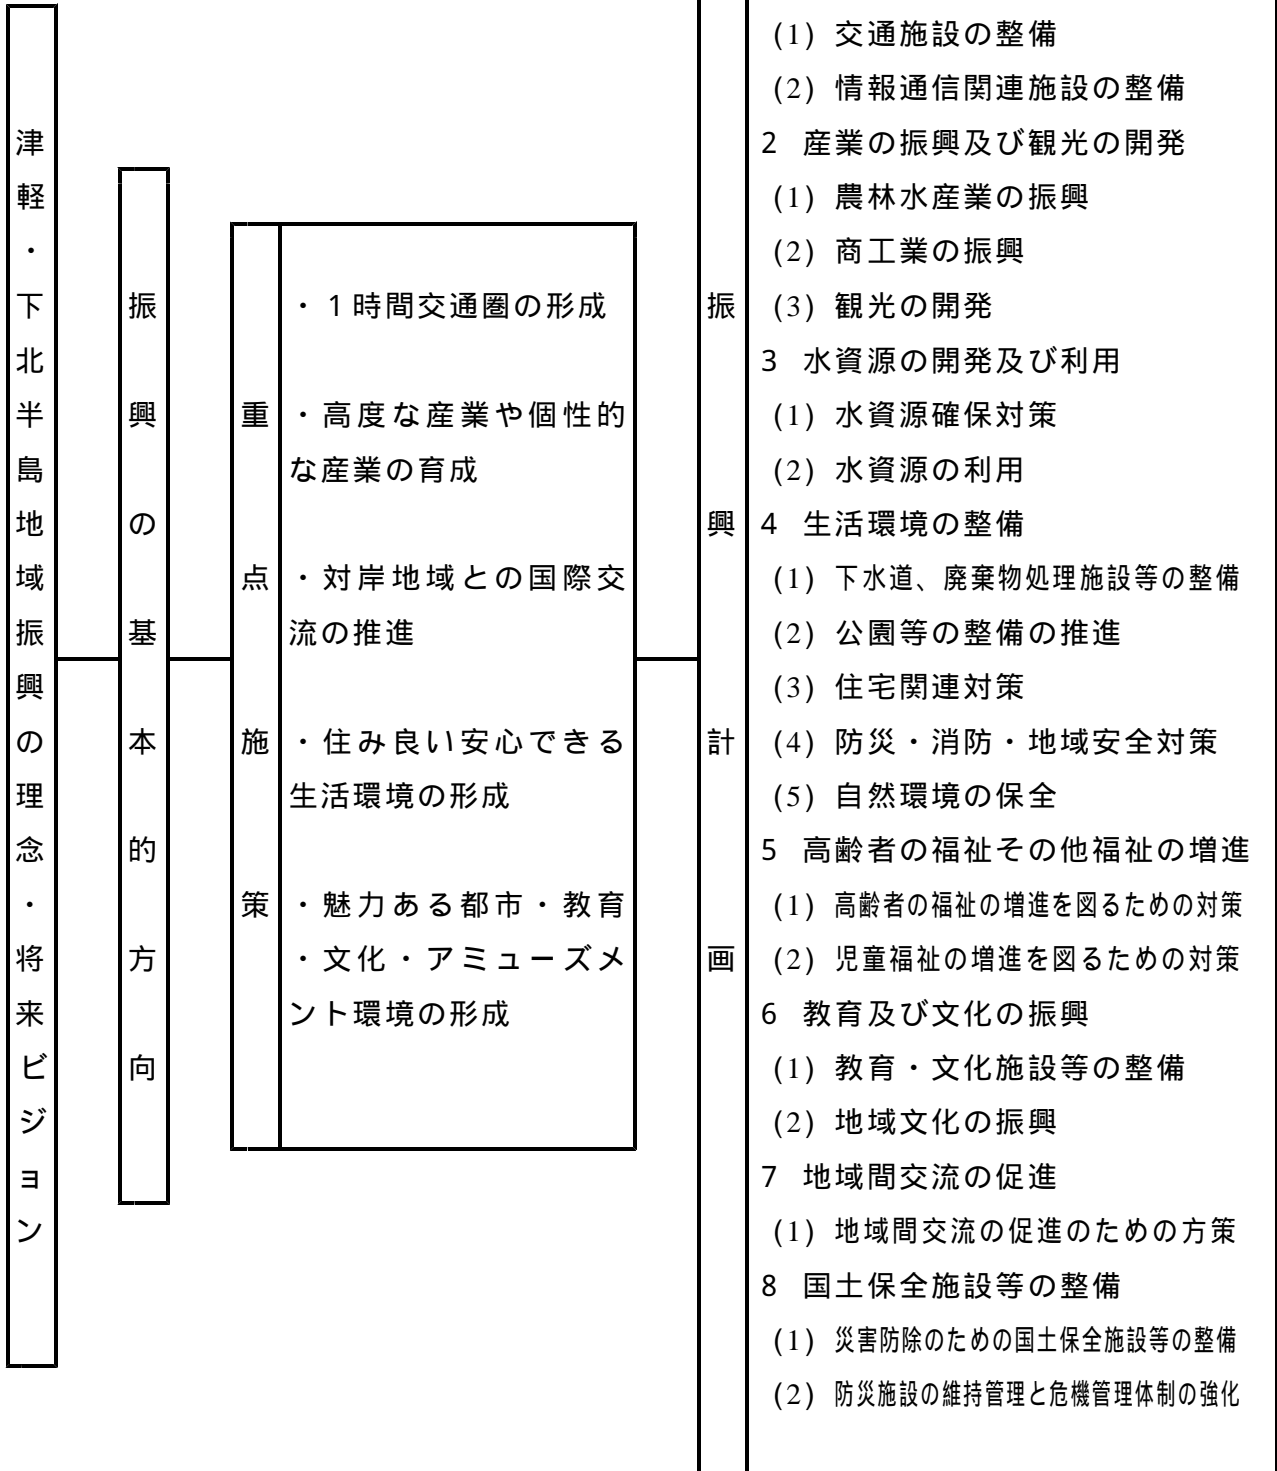 津軽・下北半島地域振興の理念・将来ビジョン
振興の基本的方向
重点施策
・1時間交通圏の形成
・高度な産業や個性的
な産業の育成
・対岸地域との国際交
流の推進
・住み良い安心できる
生活環境の形成
・魅力ある都市・教育
・文化・アミューズメ
ント環境の形成
振興計画
(1) 交通施設の整備
(2) 情報通信関連施設の整備
2 産業の振興及び観光の開発
(1) 農林水産業の振興
(2) 商工業の振興
(3) 観光の開発
3 水資源の開発及び利用
(1) 水資源確保対策
(2) 水資源の利用
4 生活環境の整備
(1) 下水道、廃棄物処理施設等の整備
(2) 公園等の整備の推進
(3) 住宅関連対策
(4) 防災・消防・地域安全対策
(5) 自然環境の保全
5 高齢者の福祉その他福祉の増進
(1) 高齢者の福祉の増進を図るための対策
(2) 児童福祉の増進を図るための対策
6 教育及び文化の振興
(1) 教育・文化施設等の整備
(2) 地域文化の振興
7 地域間交流の促進
(1) 地域間交流の促進のための方策
8 国土保全施設等の整備
(1) 災害防除のための国土保全施設等の整備
(2) 防災施設の維持管理と危機管理体制の強化